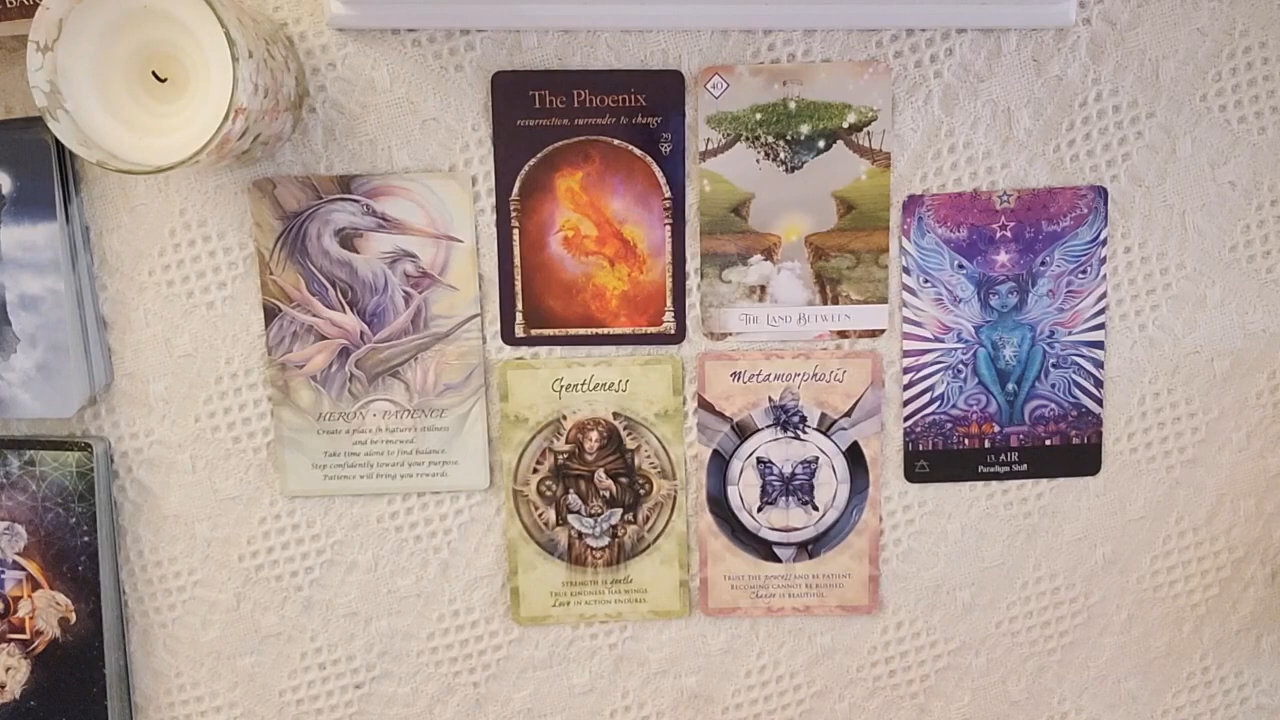 The Phoenix
resurrection, surrender to change
29
40
THE LAND BETWEEN
HERON • PATIENCE
Create a place in nature's stillness
and be renewed.
Take time alone to find balance.
Step confidently toward your purpose.
Patience will bring you rewards.
Gentleness
STRENGTH IS gentle
TRUE KINDNESS HAS WINGS.
Love IN ACTION ENDURES.
Metamorphosis
TRUST THE process AND BE PATIENT.
BECOMING CANNOT BE RUSHED.
Change IS BEAUTIFUL.
13. AIR
Paradigm Shift